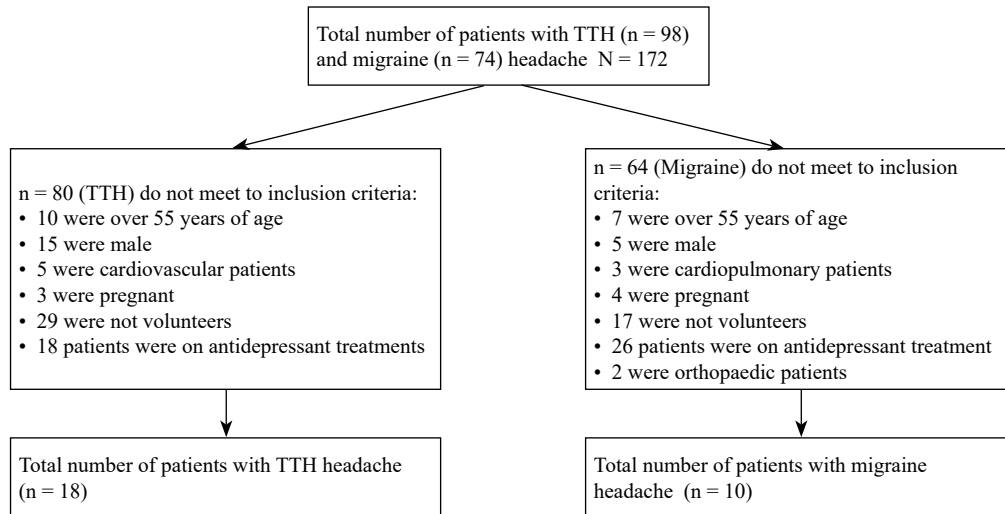 Total number of patients with TTH (n = 98)
and migraine (n = 74) headache  N = 172
n = 80 (TTH) do not meet to inclusion criteria:
• 10 were over 55 years of age
• 15 were male
• 5 were cardiovascular patients
• 3 were pregnant
• 29 were not volunteers
• 18 patients were on antidepressant treatments
n = 64 (Migraine) do not meet to inclusion
criteria:
• 7 were over 55 years of age
• 5 were male
• 3 were cardiopulmonary patients
• 4 were pregnant
• 17 were not volunteers
• 26 patients were on antidepressant treatment
• 2 were orthopaedic patients
Total number of patients with TTH headache
(n = 18)
Total number of patients with migraine
headache  (n = 10)